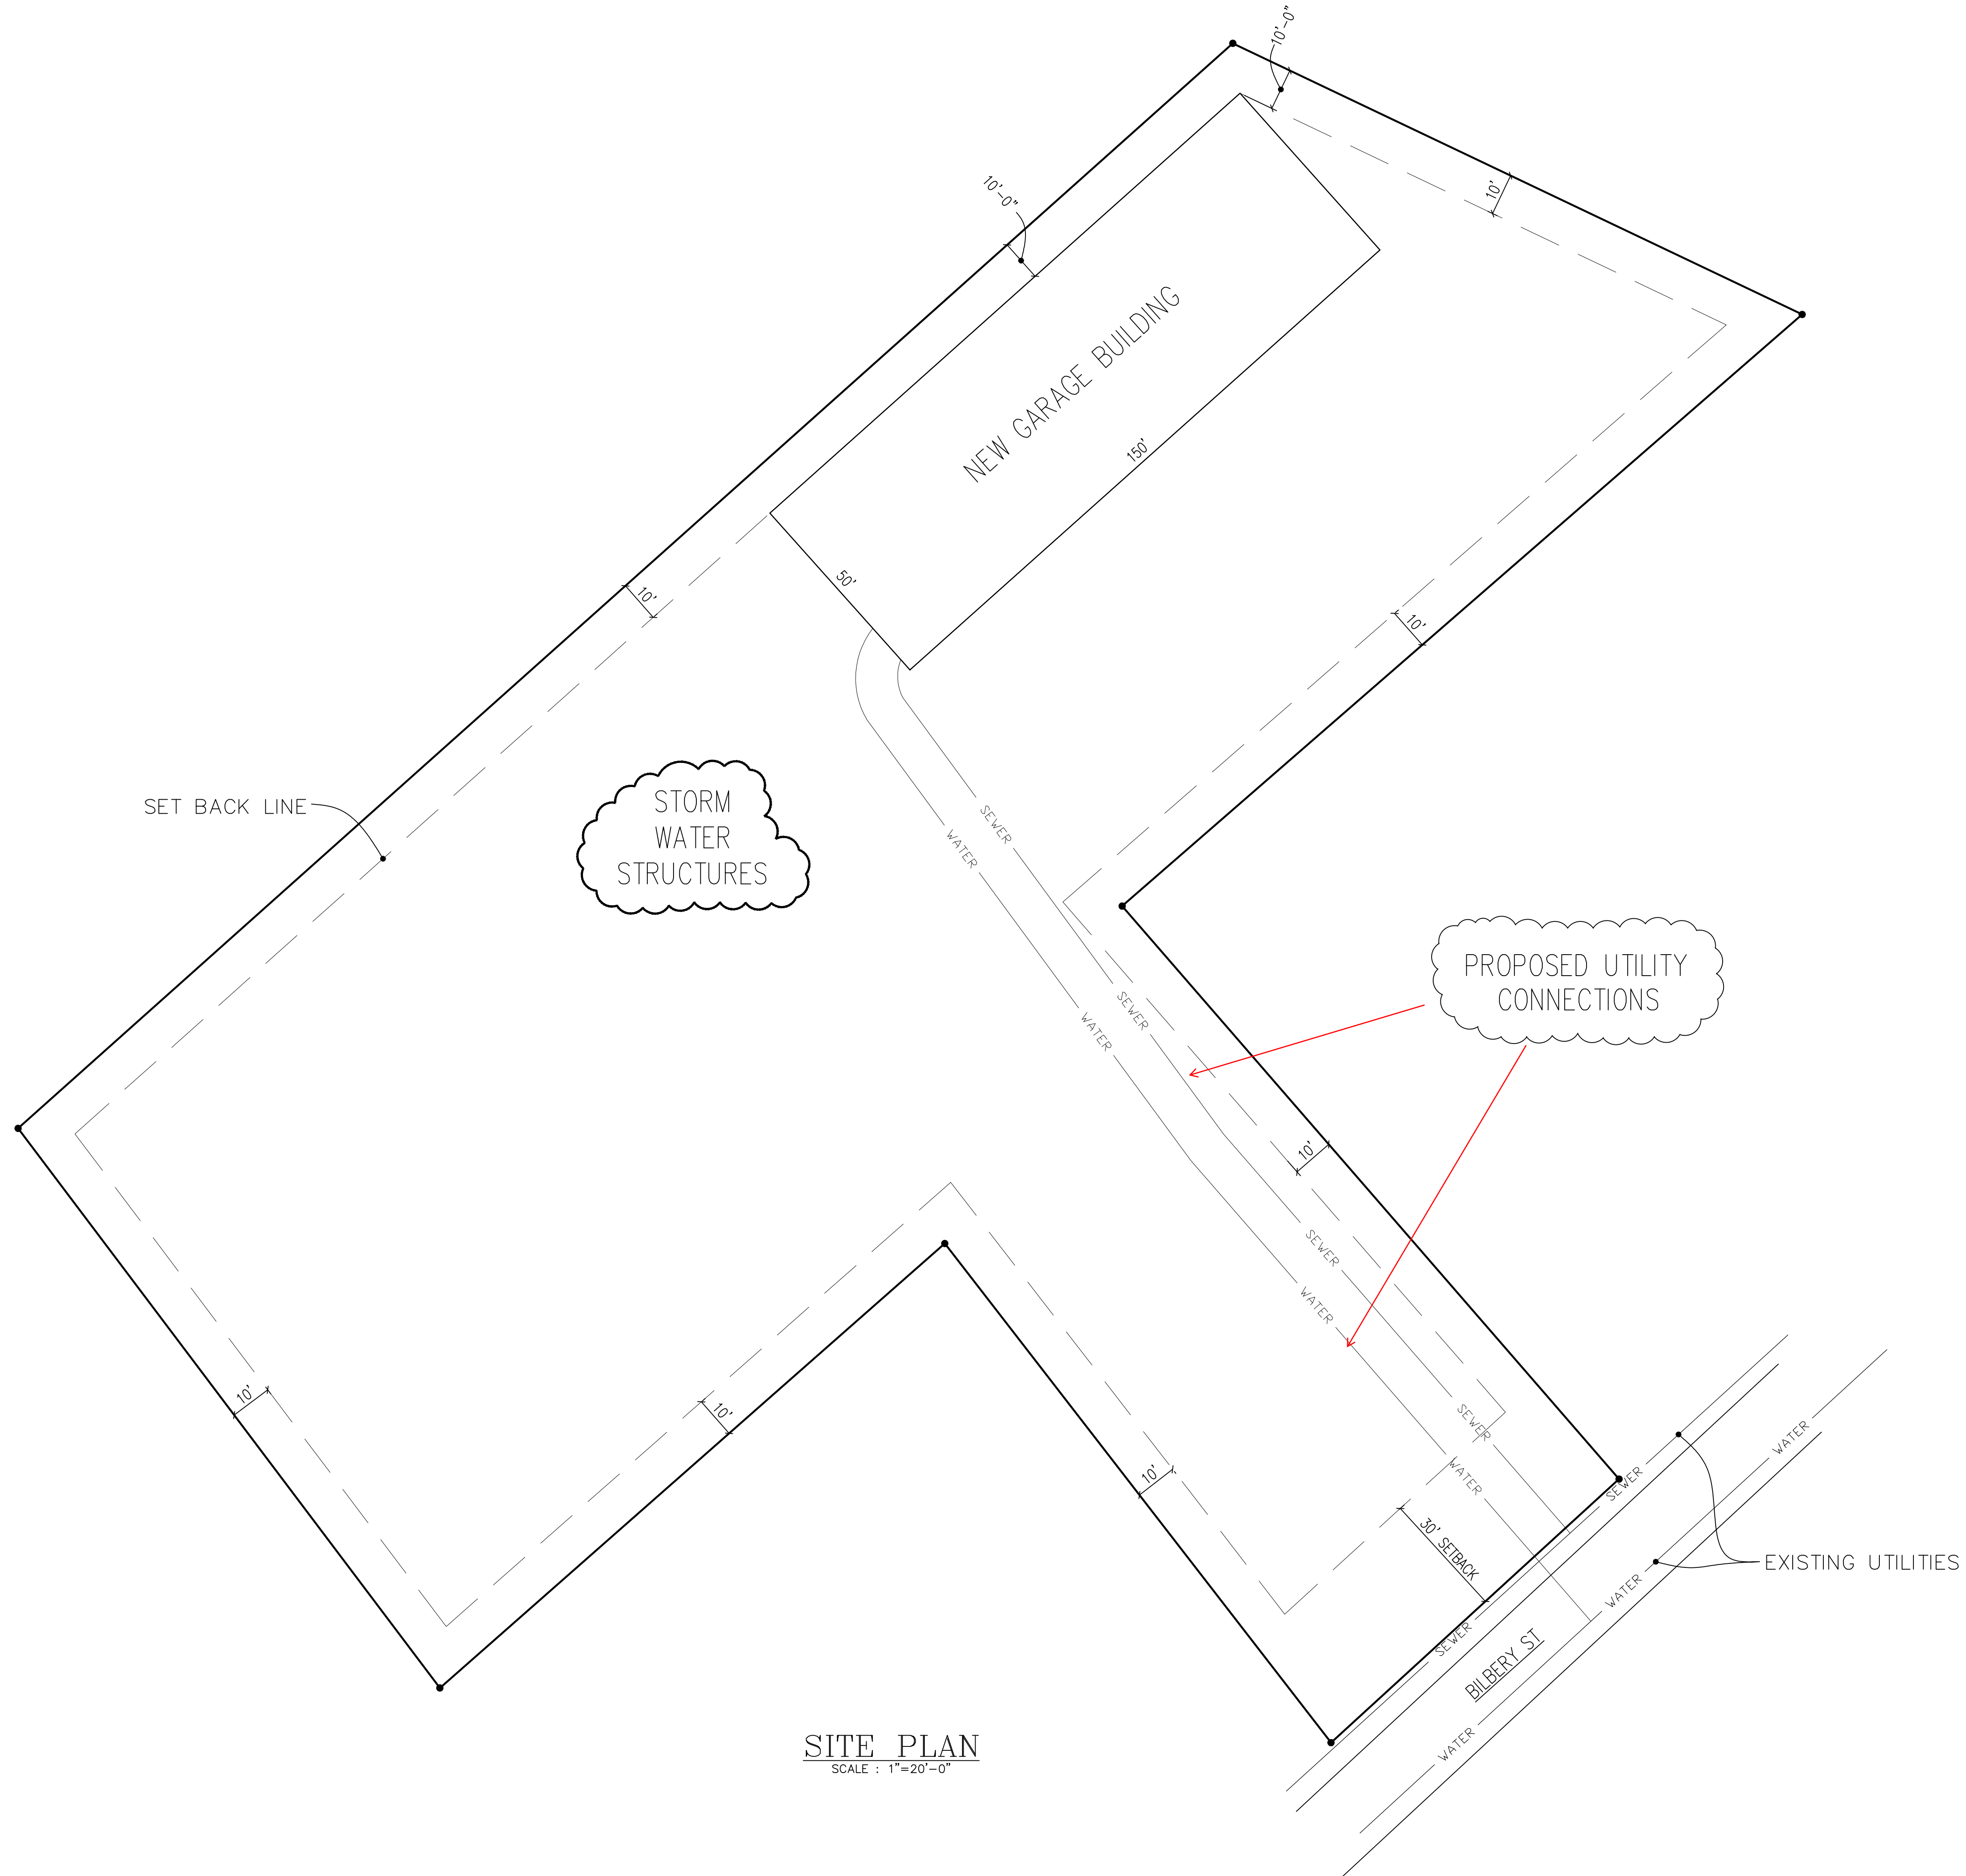 10'-0"
10'
10'-0"
NEW GARAGE BUILDING
150'
50'
10'
10'
SET BACK LINE
STORM
WATER
STRUCTURES
SEWER
WATER
PROPOSED UTILITY
CONNECTIONS
SEWER
WATER
10'
SEWER
WATER
10'
10'
10'
SEWER
WATER
30' SETBACK
SEWER
WATER
WATER
SEWER
EXISTING UTILITIES
BILBERY ST
WATER
SITE PLAN
SCALE : 1"=20'-0"